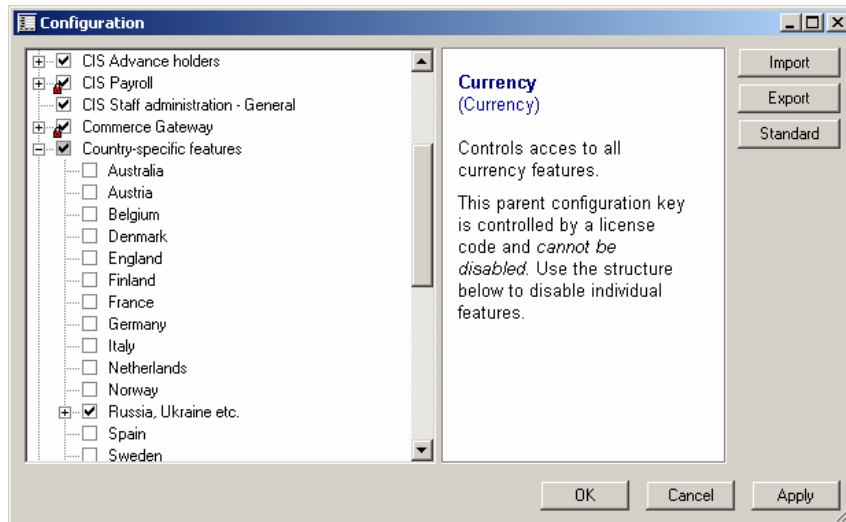 Configuration
CIS Advance holders
CIS Payroll
CIS Staff administration - General
Commerce Gateway
Country-specific features
Australia
Austria
Belgium
Denmark
England
Finland
France
Germany
Italy
Netherlands
Norway
Russia, Ukraine etc.
Spain
Sweden
Currency
(Currency)
Controls acces to all
currency features.
This parent configuration key
is controlled by a license
code and cannot be
disabled. Use the structure
below to disable individual
features.
Import
Export
Standard
OK
Cancel
Apply